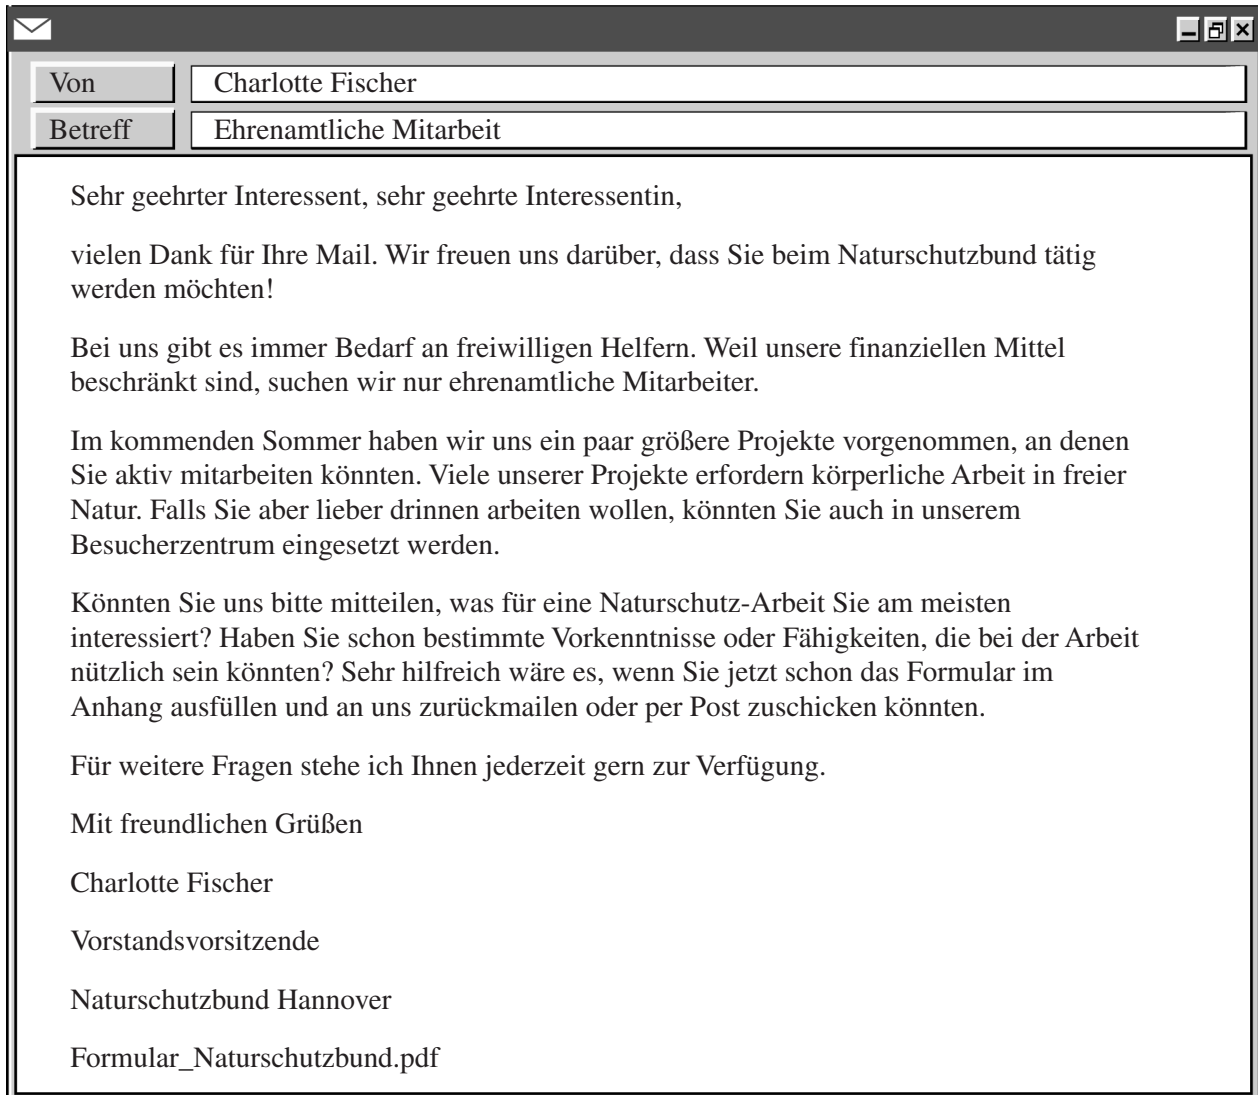 Von
Charlotte Fischer
Betreff
Ehrenamtliche Mitarbeit
Sehr geehrter Interessent, sehr geehrte Interessentin,
vielen Dank für Ihre Mail. Wir freuen uns darüber, dass Sie beim Naturschutzbund tätig
werden möchten!
Bei uns gibt es immer Bedarf an freiwilligen Helfern. Weil unsere finanziellen Mittel
beschränkt sind, suchen wir nur ehrenamtliche Mitarbeiter.
Im kommenden Sommer haben wir uns ein paar größere Projekte vorgenommen, an denen
Sie aktiv mitarbeiten könnten. Viele unserer Projekte erfordern körperliche Arbeit in freier
Natur. Falls Sie aber lieber drinnen arbeiten wollen, könnten Sie auch in unserem
Besucherzentrum eingesetzt werden.
Könnten Sie uns bitte mitteilen, was für eine Naturschutz-Arbeit Sie am meisten
interessiert? Haben Sie schon bestimmte Vorkenntnisse oder Fähigkeiten, die bei der Arbeit
nützlich sein könnten? Sehr hilfreich wäre es, wenn Sie jetzt schon das Formular im
Anhang ausfüllen und an uns zurückmailen oder per Post zuschicken könnten.
Für weitere Fragen stehe ich Ihnen jederzeit gern zur Verfügung.
Mit freundlichen Grüßen
Charlotte Fischer
Vorstandsvorsitzende
Naturschutzbund Hannover
Formular_Naturschutzbund.pdf